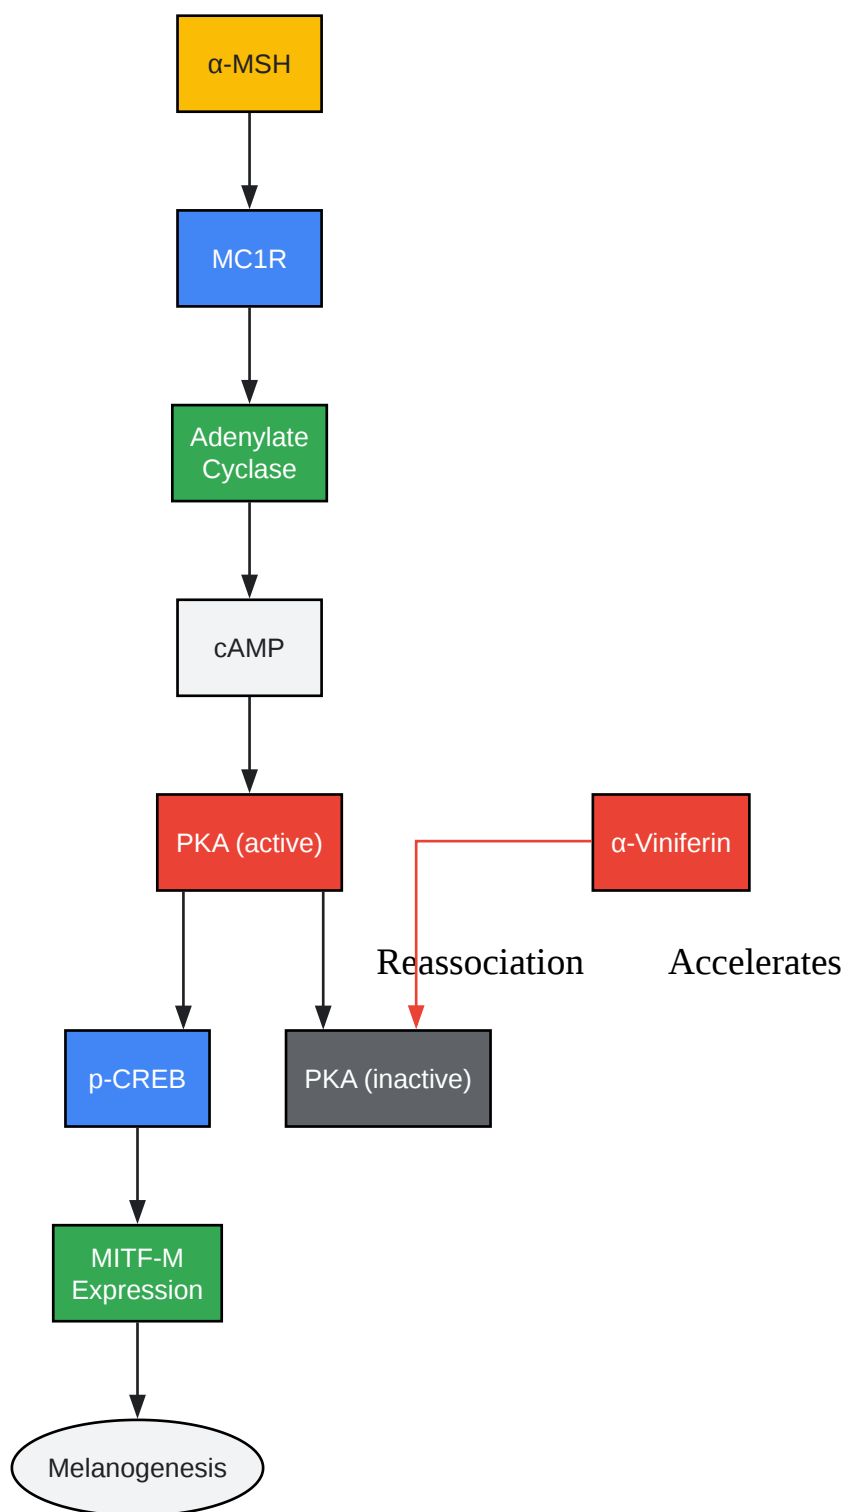 α-MSH
MC1R
Adenylate
Cyclase
cAMP
PKA (active)
α-Viniferin
Reassociation
Accelerates
p-CREB
PKA (inactive)
MITF-M
Expression
Melanogenesis